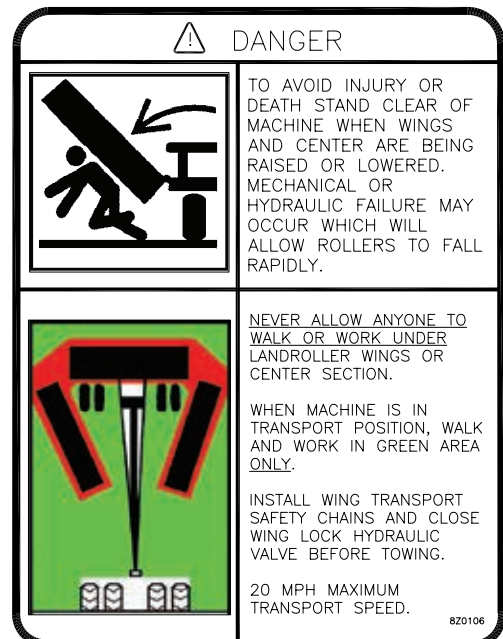 DANGER
TO AVOID INJURY OR
DEATH STAND CLEAR OF
MACHINE WHEN WINGS
AND CENTER ARE BEING
RAISED OR LOWERED.
MECHANICAL OR
HYDRAULIC FAILURE MAY
OCCUR WHICH WILL
ALLOW ROLLERS TO FALL
RAPIDLY.
NEVER ALLOW ANYONE TO
WALK OR WORK UNDER
LANDROLLER WINGS OR
CENTER SECTION.
WHEN MACHINE IS IN
TRANSPORT POSITION, WALK
AND WORK IN GREEN AREA
ONLY.
INSTALL WING TRANSPORT
SAFETY CHAINS AND CLOSE
WING LOCK HYDRAULIC
VALVE BEFORE TOWING.
20 MPH MAXIMUM
TRANSPORT SPEED.
8Z0106